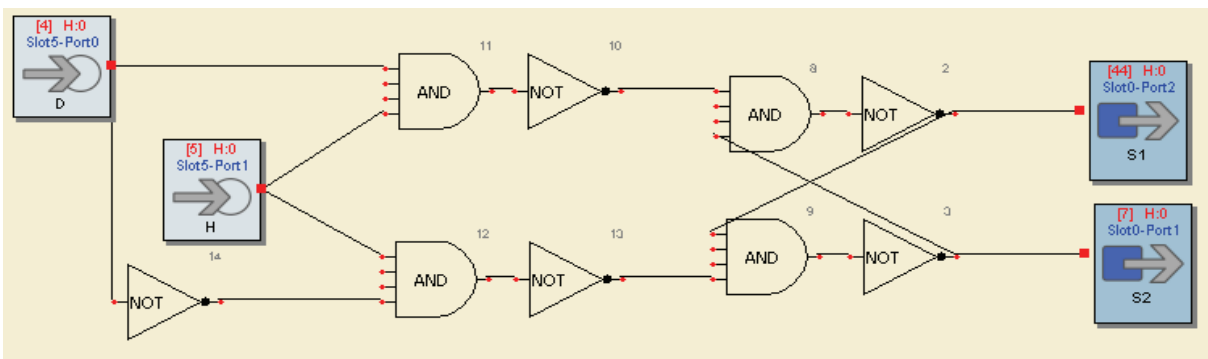 [4] H:0
Slot5-Port0
D
11
AND
10
NOT
8
AND
2
NOT
[44] H:0
Slot0-Port2
S1
[5] H:0
Slot5-Port1
H
14
NOT
12
AND
13
NOT
9
AND
3
NOT
[7] H:0
Slot0-Port1
S2